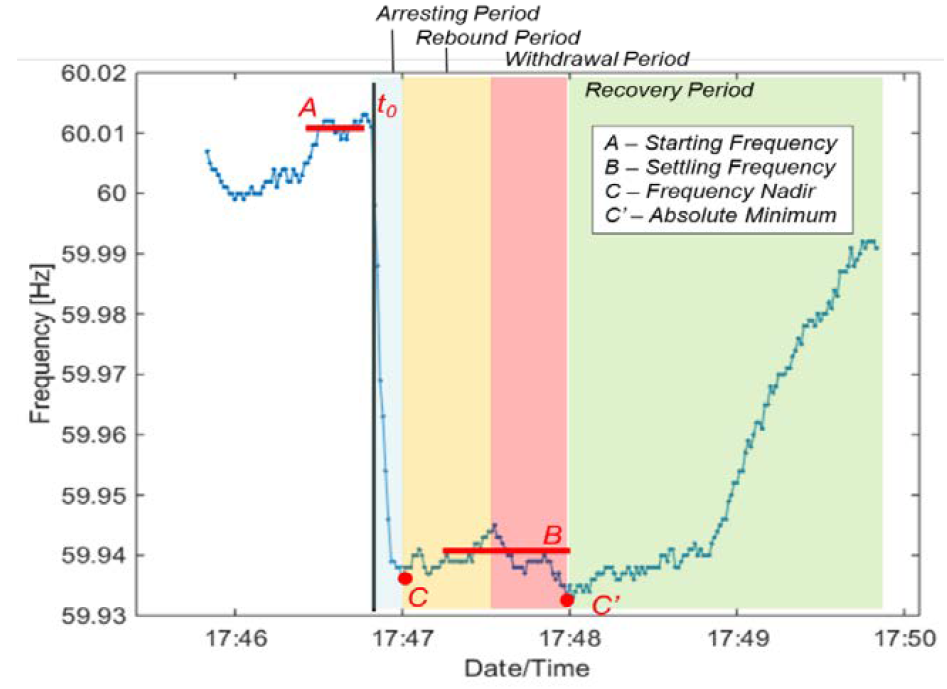 Arresting Period
Rebound Period
Withdrawal Period
60.02
60.01
60
59.99
59.98
59.97
59.96
59.95
59.94
59.93
Frequency [Hz]
A
t0
Recovery Period
A – Starting Frequency
B – Settling Frequency
C – Frequency Nadir
C' – Absolute Minimum
B
C
C'
17:46
17:47
17:48
17:49
17:50
Date/Time